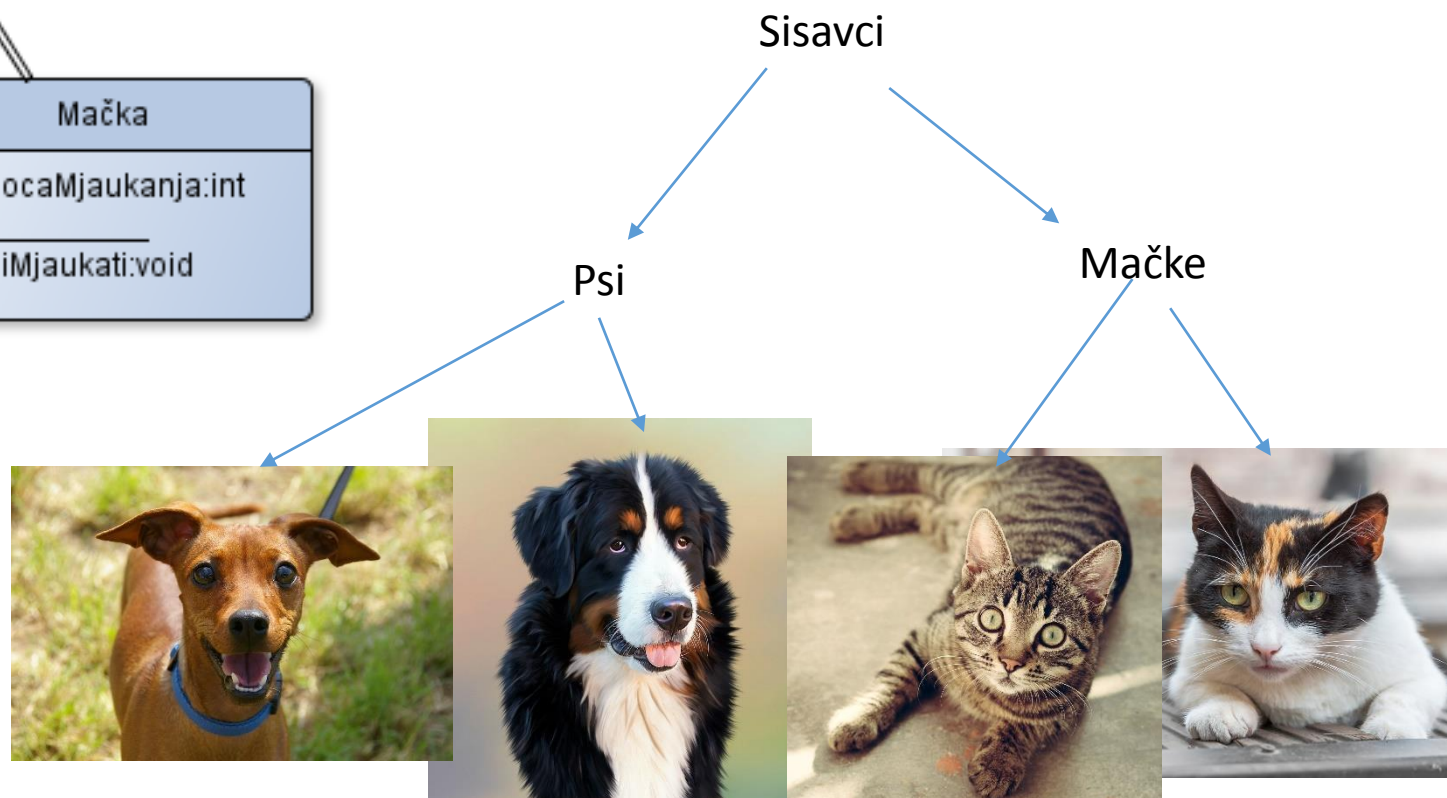 Sisavci
Mačka
ocaMjaukanja:int
iMjaukati:void
Psi
Mačke